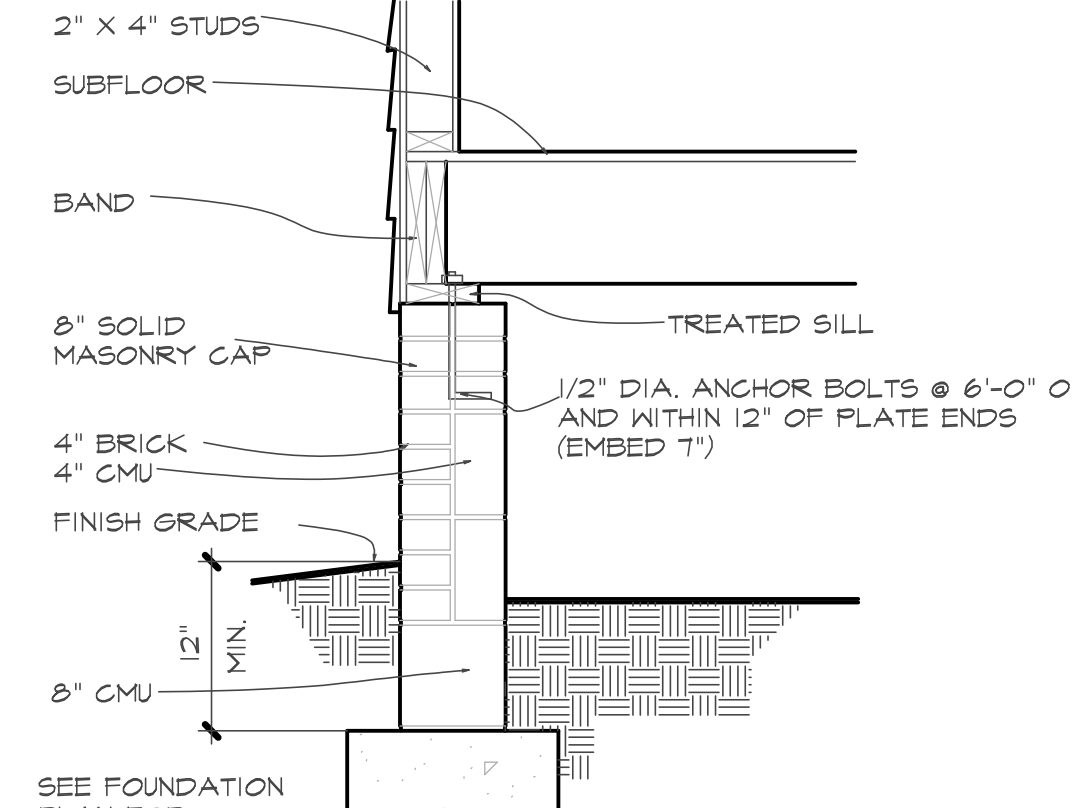 2" X 4" STUDS
SUBFLOOR
BAND
8" SOLID
MASONRY CAP
TREATED SILL
1/2" DIA. ANCHOR BOLTS @ 6'-0" O
AND WITHIN 12" OF PLATE ENDS
(EMBED 7")
4" BRICK
4" CMU
FINISH GRADE
12"
MIN.
8" CMU
SEE FOUNDATION